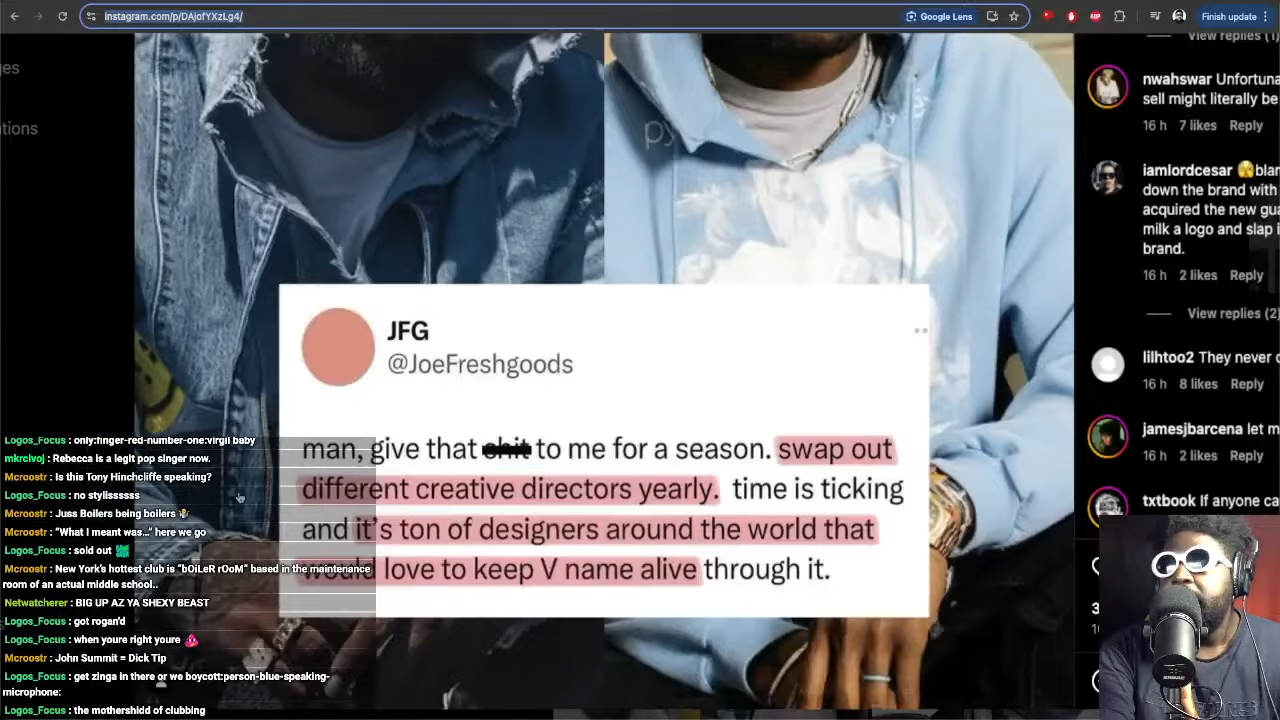 instagram.com/p/DAjofYXzLg4/
Google Lens
Finish update
ges
ations
View replies (1)
nwahswar Unfortuna
sell might literally be
16 h 7 likes Reply
iamlordcesar blan
down the brand with
acquired the new gua
milk a logo and slap i
brand.
16 h 2 likes Reply
View replies (2)
lilhtoo2 They never
16 h 8 likes Reply
jamesjbarcena let m
16 h 2 likes Reply
txtbook If anyone ca
JFG
@JoeFreshgoods
man, give that shit to me for a season. swap out
different creative directors yearly. time is ticking
and it's ton of designers around the world that
would love to keep V name alive through it.
Logos_Focus : only:finger-red-number-one:virgil baby
mkrcivoj : Rebecca is a legit pop singer now.
Mcroostr : Is this Tony Hinchcliffe speaking?
Logos_Focus : no stylissssss
Mcroostr : Juss Boilers being boilers
Mcroostr : “What I meant was…” here we go
Logos_Focus : sold out
Mcroostr : New York's hottest club is “bOiLeR rOoM” based in the maintenance
room of an actual middle school..
Netwatcherer : BIG UP AZ YA SHEXY BEAST
Logos_Focus : got rogan'd
Logos_Focus : when youre right youre
Mcroostr : John Summit = Dick Tip
Logos_Focus : get zinga in there or we boycott:person-blue-speaking-
microphone:
Logos_Focus : the mothershidd of clubbing